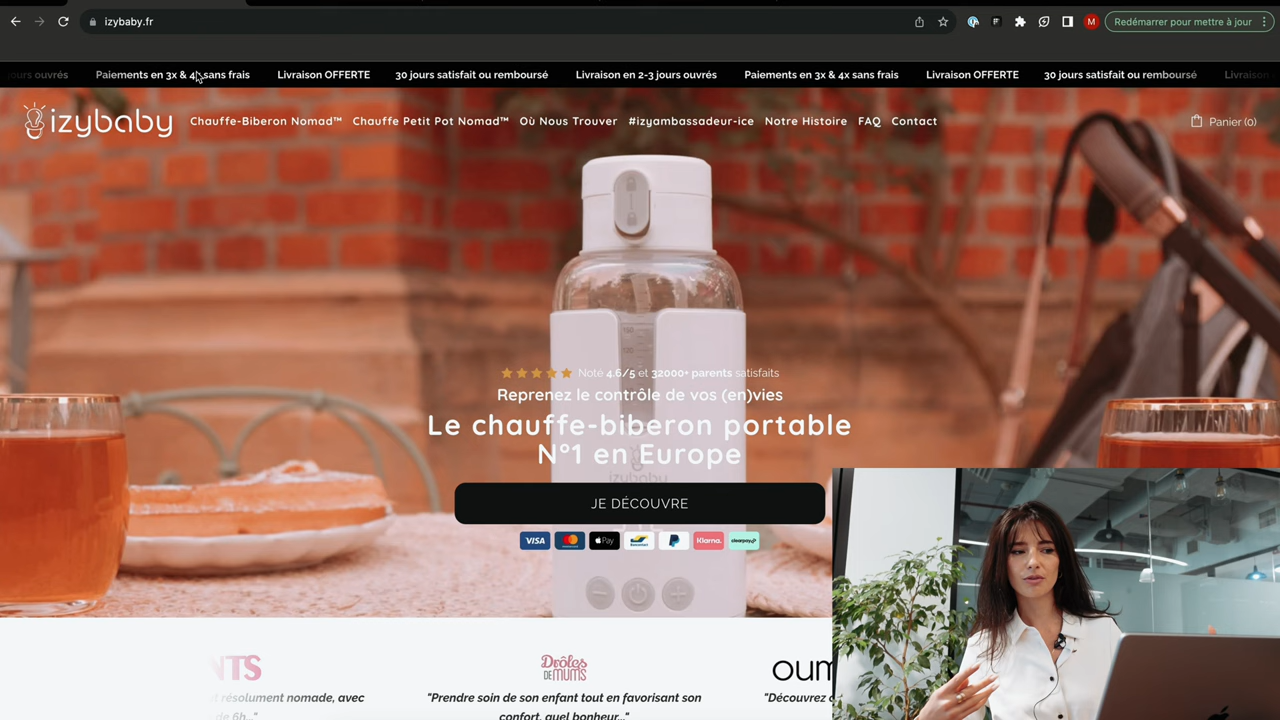 izybaby.fr
M
Redémarrer pour mettre à jour
jours ouvrés Paiements en 3x & 4x sans frais Livraison OFFERTE 30 jours satisfait ou remboursé Livraison en 2-3 jours ouvrés Paiements en 3x & 4x sans frais Livraison OFFERTE 30 jours satisfait ou remboursé Livraison
izybaby
Chauffe-Biberon Nomad™ Chauffe Petit Pot Nomad™ Où Nous Trouver #izyambassadeur-ice Notre Histoire FAQ Contact
Panier (0)
Noté 4.6/5 et 32000+ parents satisfaits
Reprenez le contrôle de vos (en)vies
Le chauffe-biberon portable
N°1 en Europe
izybaby
JE DÉCOUVRE
VISA mastercard Apple Pay Bancontact Klarna. clearpay
NTS
Drôles
DE MUMS
oum
t résolument nomade, avec
de 6h..."
"Prendre soin de son enfant tout en favorisant son
confort, quel bonheur..."
"Découvrez